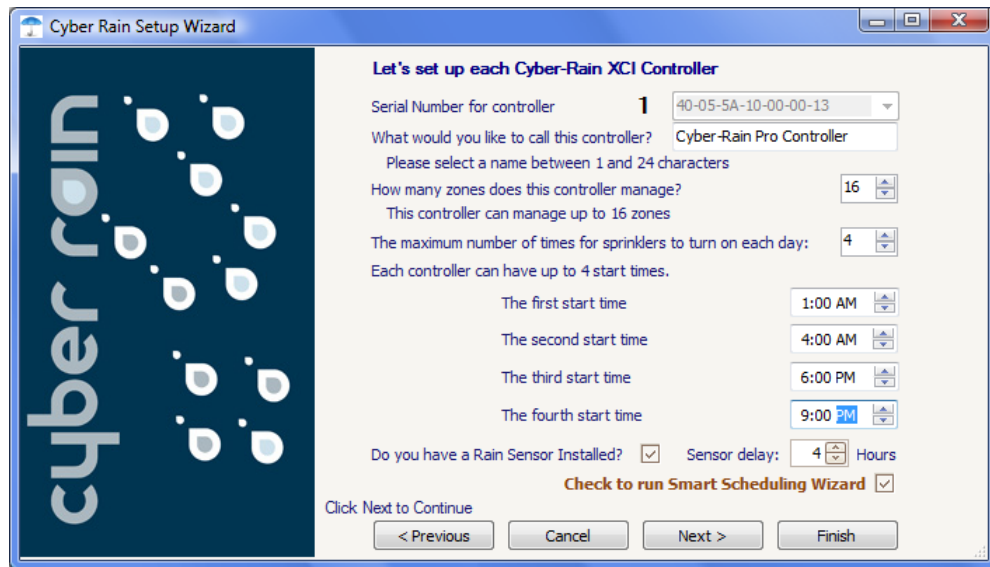 Cyber Rain Setup Wizard
cyber rain
Let's set up each Cyber-Rain XCI Controller
Serial Number for controller 1 40-05-5A-10-00-00-13
What would you like to call this controller? Cyber-Rain Pro Controller
Please select a name between 1 and 24 characters
How many zones does this controller manage? 16
This controller can manage up to 16 zones
The maximum number of times for sprinklers to turn on each day: 4
Each controller can have up to 4 start times.
The first start time 1:00 AM
The second start time 4:00 AM
The third start time 6:00 PM
The fourth start time 9:00 PM
Do you have a Rain Sensor Installed? Sensor delay: 4 Hours
Check to run Smart Scheduling Wizard
Click Next to Continue
< Previous Cancel Next > Finish